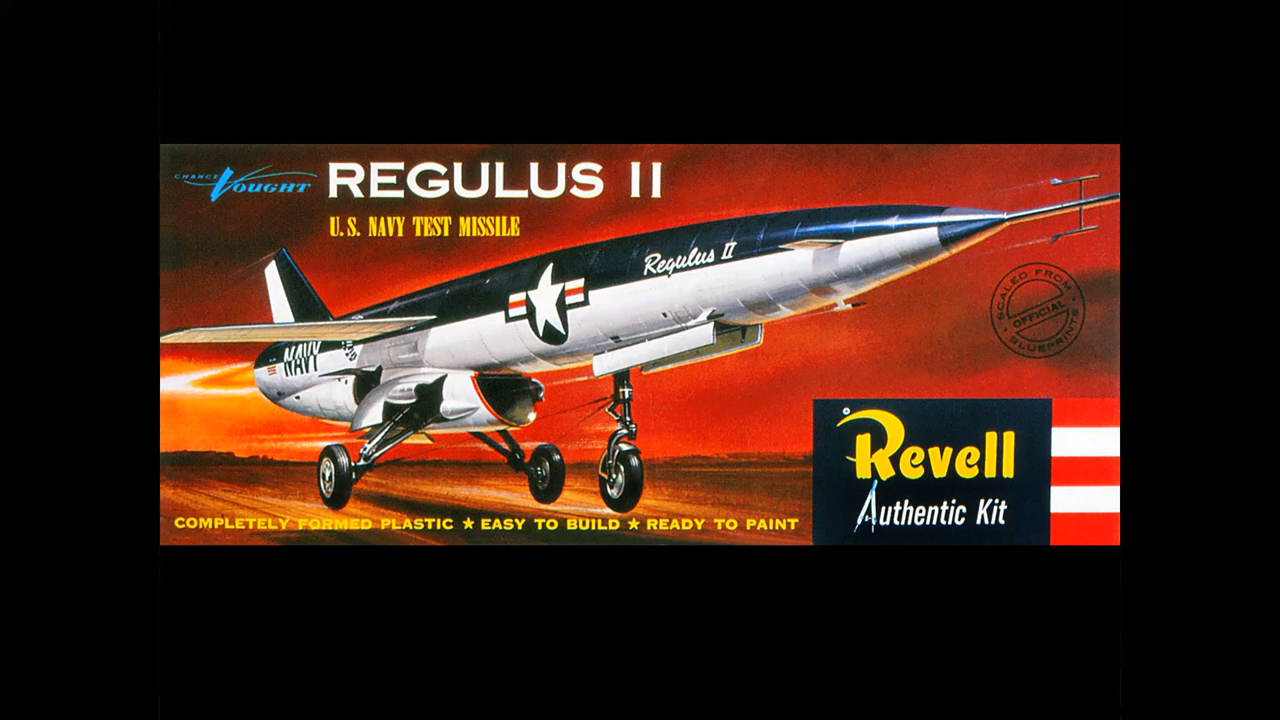 CHANCE VOUGHT
REGULUS II
U.S. NAVY TEST MISSILE
Regulus II
NAVY
SCALED FROM
OFFICIAL
BLUEPRINTS
Revell
Authentic Kit
COMPLETELY FORMED PLASTIC ★ EASY TO BUILD ★ READY TO PAINT